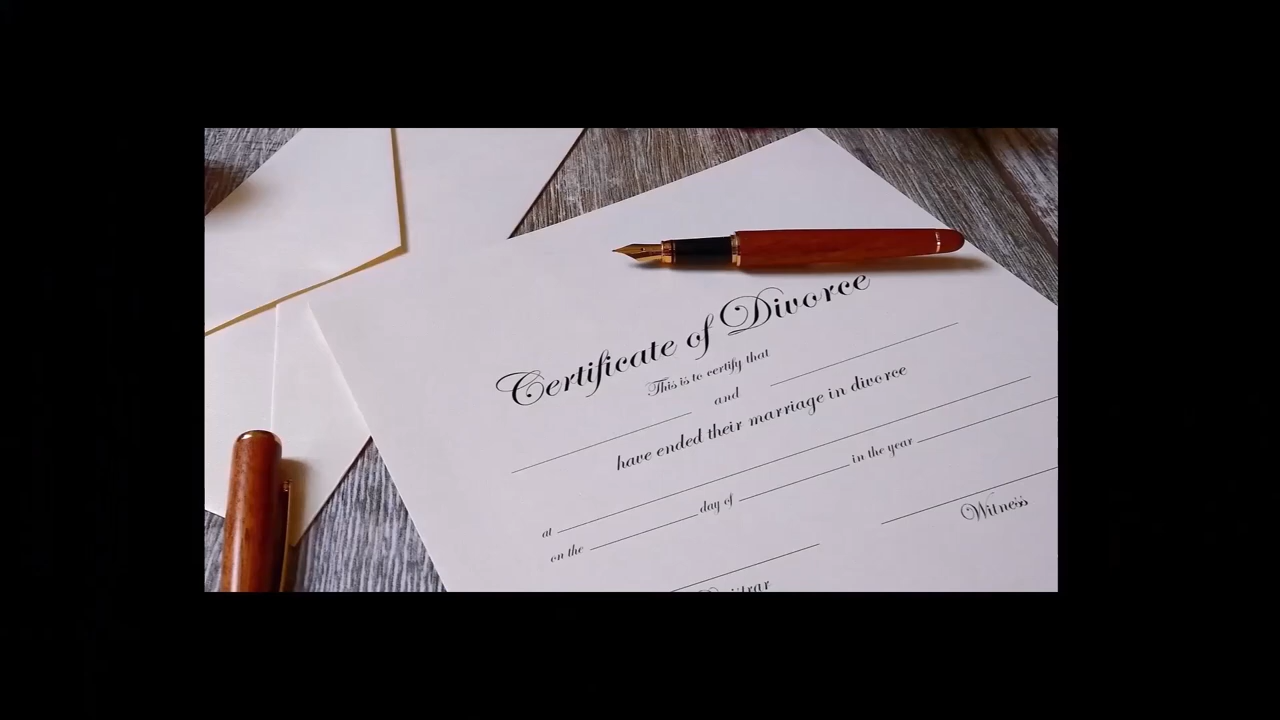 Certificate of Divorce
This is to certify that
and
have ended their marriage in divorce
at
on the day of in the year
Witness